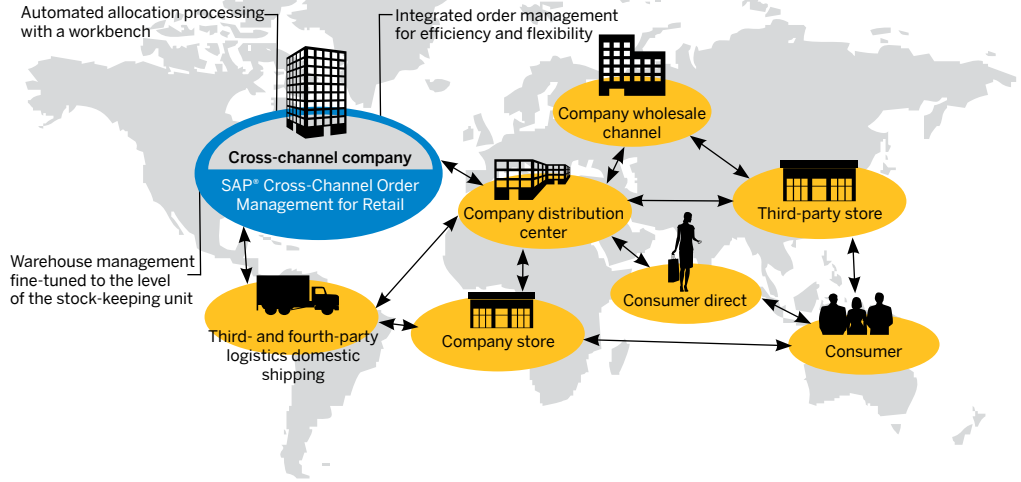 Automated allocation processing
with a workbench
Integrated order management
for efficiency and flexibility
Cross-channel company
SAP® Cross-Channel Order
Management for Retail
Warehouse management
fine-tuned to the level
of the stock-keeping unit
Company wholesale
channel
Company distribution
center
Third-party store
Consumer direct
Third- and fourth-party
logistics domestic
shipping
Company store
Consumer